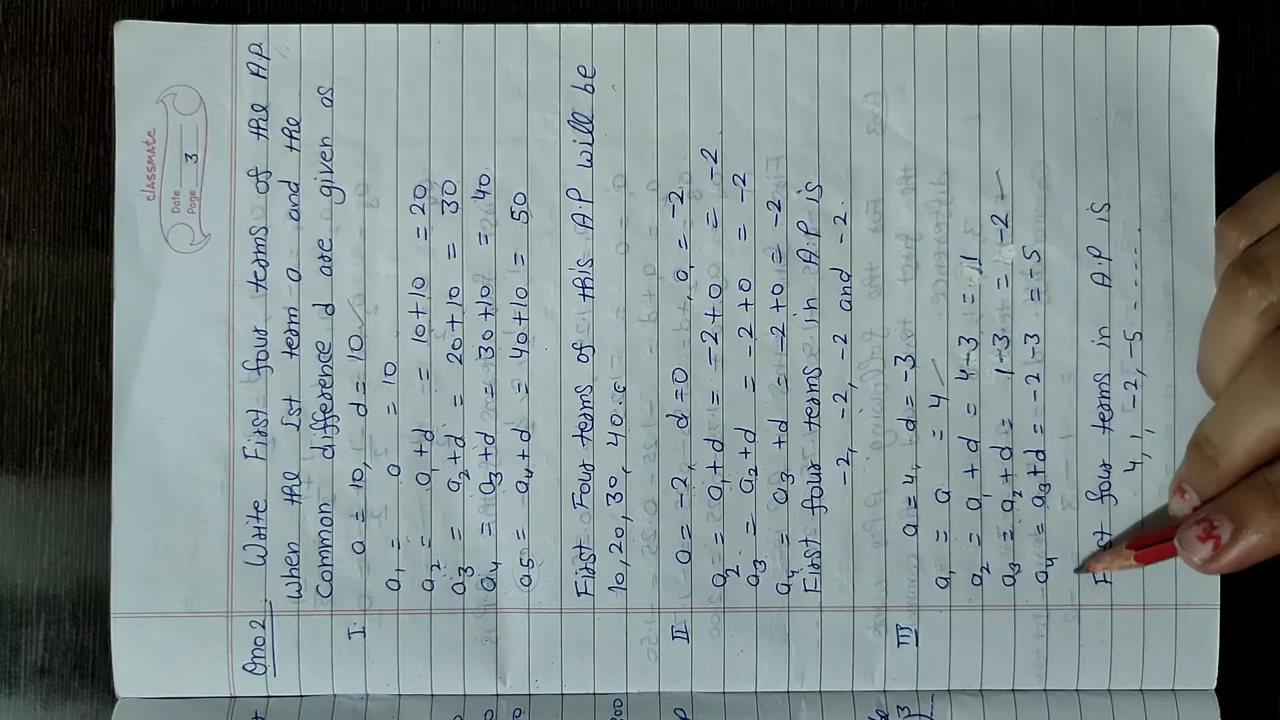 classmate
Date
Page 3
Qno2. Write First four terms of the A.P.
when the Ist term a and the
Common difference d are given as
I. a = 10, d = 10
a1 = a = 10
a2 = a1+d = 10+10 = 20
a3 = a2+d = 20+10 = 30
a4 = a3+d = 30+10 = 40
a5 = a4+d = 40+10 = 50
First Four terms of this A.P will be
10, 20, 30, 40
II a = -2, d = 0 a1 = -2
a2 = a1+d = -2+0 = -2
a3 = a2+d = -2+0 = -2
a4 = a3+d = -2+0 = -2
First four terms in A.P is
-2, -2, -2 and -2.
III a = 4, d = -3
a1 = a = 4
a2 = a1+d = 4-3 = 1
a3 = a2+d = 1-3 = -2
a4 = a3+d = -2-3 = -5
First four terms in A.P is
4, 1, -2, -5 - ....